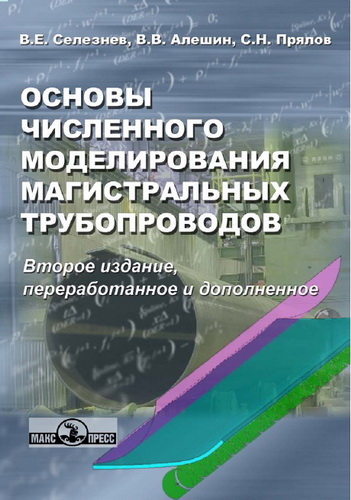 В.Е. Селезнев, В.В. Алешин, С.Н. Прялов
ОСНОВЫ
ЧИСЛЕННОГО
МОДЕЛИРОВАНИЯ
МАГИСТРАЛЬНЫХ
ТРУБОПРОВОДОВ
Второе издание,
переработанное и дополненное
МАКС ПРЕСС